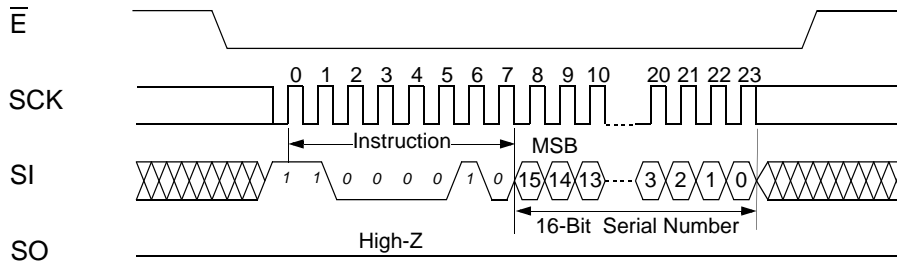 E
SCK 0 1 2 3 4 5 6 7 8 9 10 20 21 22 23
Instruction MSB
SI 1 1 0 0 0 0 1 0 15 14 13 3 2 1 0
16-Bit Serial Number
High-Z
SO